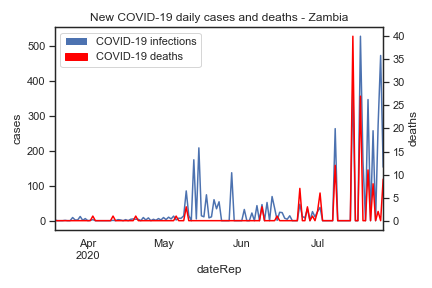 New COVID-19 daily cases and deaths - Zambia
COVID-19 infections
COVID-19 deaths
500
400
300
200
100
0
cases
40
35
30
25
20
15
10
5
0
deaths
Apr
2020
May
Jun
Jul
dateRep